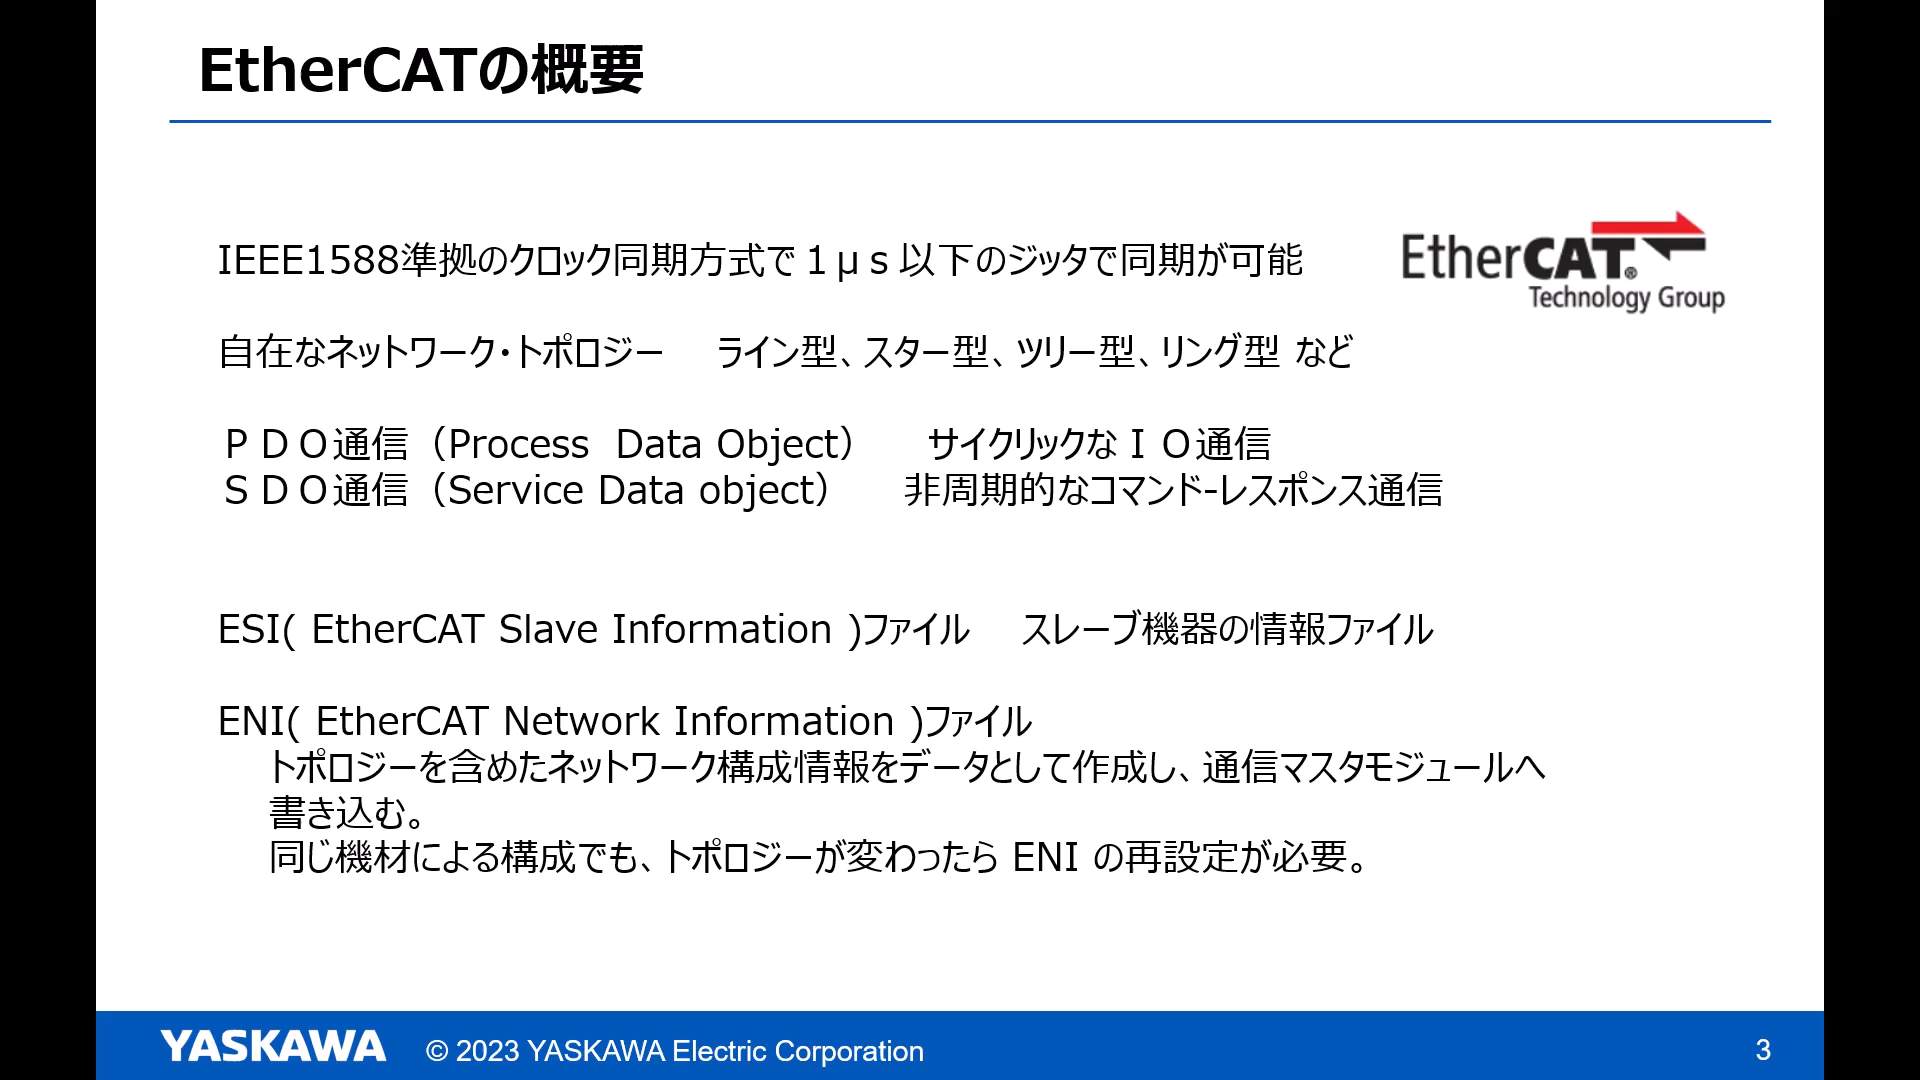 EtherCATの概要
IEEE1588準拠のクロック同期方式で１μｓ以下のジッタで同期が可能
EtherCAT®
Technology Group
自在なネットワーク・トポロジー　ライン型、スター型、ツリー型、リング型 など
ＰＤＯ通信（Process  Data Object）　サイクリックなＩＯ通信
ＳＤＯ通信（Service Data object）　非周期的なコマンド-レスポンス通信
ESI( EtherCAT Slave Information )ファイル　スレーブ機器の情報ファイル
ENI( EtherCAT Network Information )ファイル
トポロジーを含めたネットワーク構成情報をデータとして作成し、通信マスタモジュールへ
書き込む。
同じ機材による構成でも、トポロジーが変わったら ENI の再設定が必要。
YASKAWA © 2023 YASKAWA Electric Corporation 3